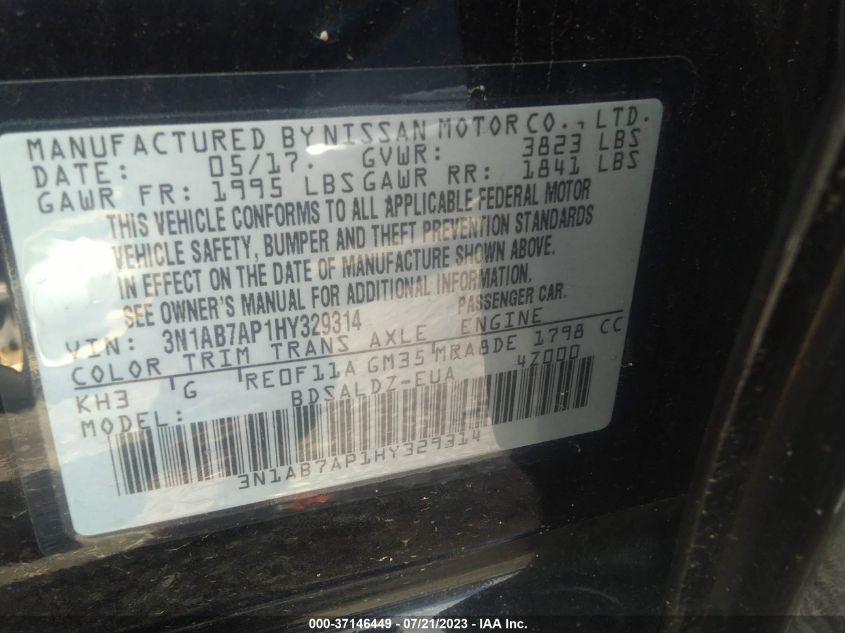 MANUFACTURED BY NISSAN MOTOR CO., LTD.
DATE: 05/17. GVWR: 3823 LBS
GAWR FR: 1995 LBS GAWR RR: 1841 LBS
THIS VEHICLE CONFORMS TO ALL APPLICABLE FEDERAL MOTOR
VEHICLE SAFETY, BUMPER AND THEFT PREVENTION STANDARDS
IN EFFECT ON THE DATE OF MANUFACTURE SHOWN ABOVE.
SEE OWNER'S MANUAL FOR ADDITIONAL INFORMATION.
VIN: 3N1AB7AP1HY329314 PASSENGER CAR.
COLOR TRIM TRANS AXLE ENGINE
KH3 G RE0F11A GM35 MRA8DE 1798 CC
MODEL: BDSALDZ-EUA 4Z000
3N1AB7AP1HY329314
000-37146449 - 07/21/2023 - IAA Inc.